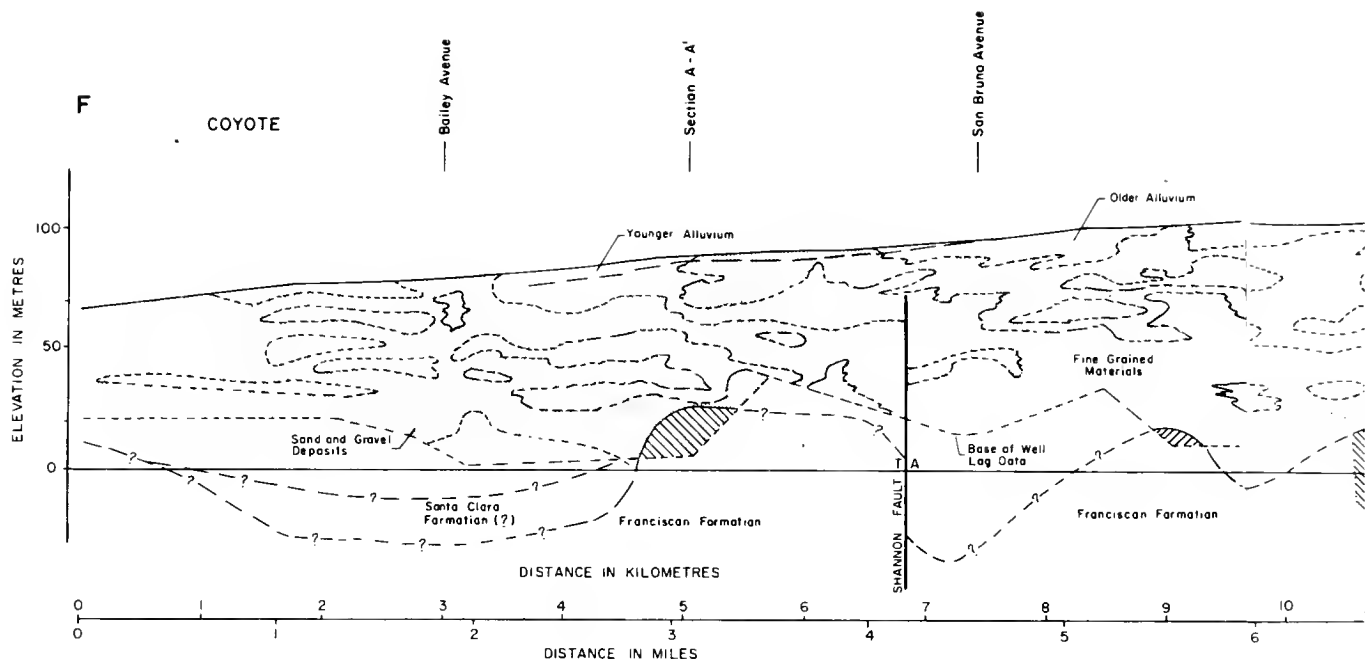 F
COYOTE
Bailey Avenue
Section A - A'
San Bruno Avenue
ELEVATION IN METRES
100
50
0
Younger Alluvium
Older Alluvium
Fine Grained
Materials
Sand and Gravel
Deposits
Base of Well
Log Data
T A
SHANNON FAULT
Santa Clara
Formation (?)
Franciscan Formation
Franciscan Formation
? ? ? ? ? ? ? ? ? ? ? ? ? ?
DISTANCE IN KILOMETRES
0 1 2 3 4 5 6 7 8 9 10
0 1 2 3 4 5 6
DISTANCE IN MILES